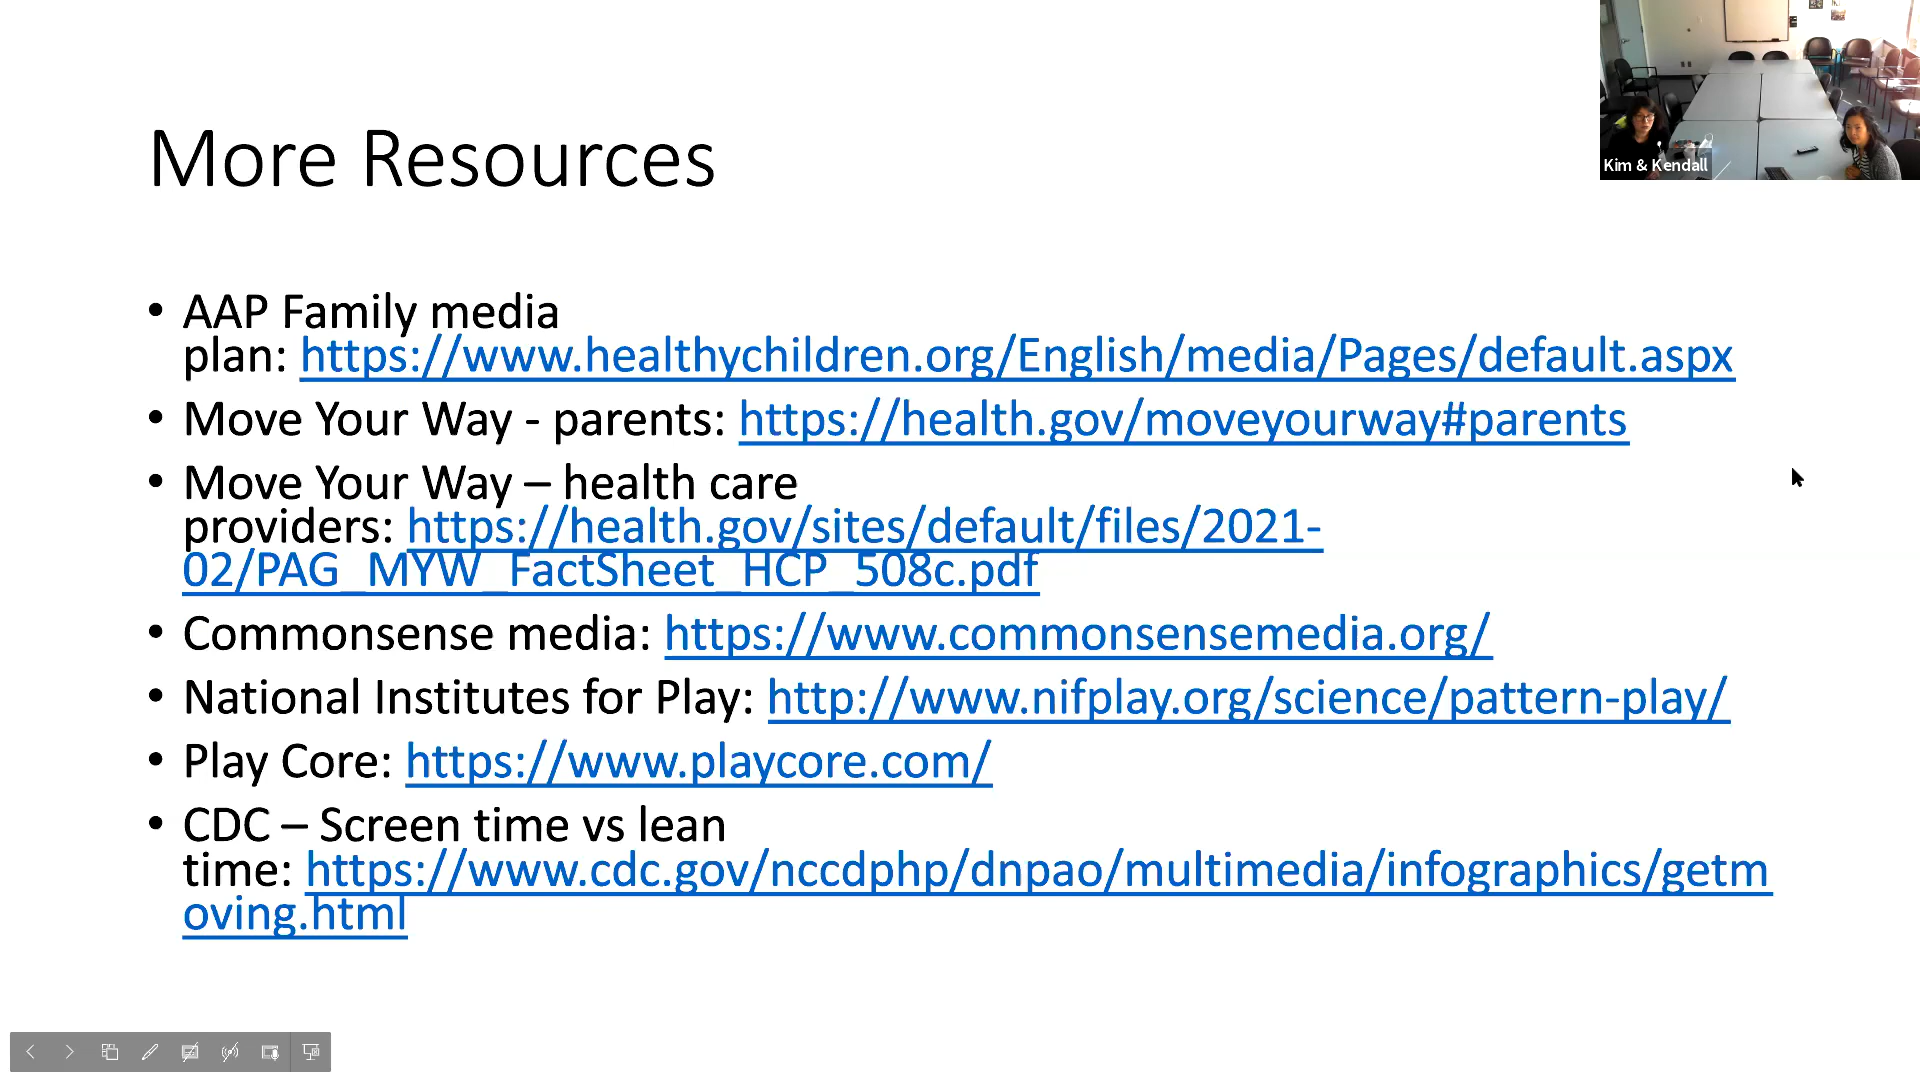 More Resources
Kim & Kendall
• AAP Family media
plan: https://www.healthychildren.org/English/media/Pages/default.aspx
• Move Your Way - parents: https://health.gov/moveyourway#parents
• Move Your Way – health care
providers: https://health.gov/sites/default/files/2021-
02/PAG_MYW_FactSheet_HCP_508c.pdf
• Commonsense media: https://www.commonsensemedia.org/
• National Institutes for Play: http://www.nifplay.org/science/pattern-play/
• Play Core: https://www.playcore.com/
• CDC – Screen time vs lean
time: https://www.cdc.gov/nccdphp/dnpao/multimedia/infographics/getm
oving.html